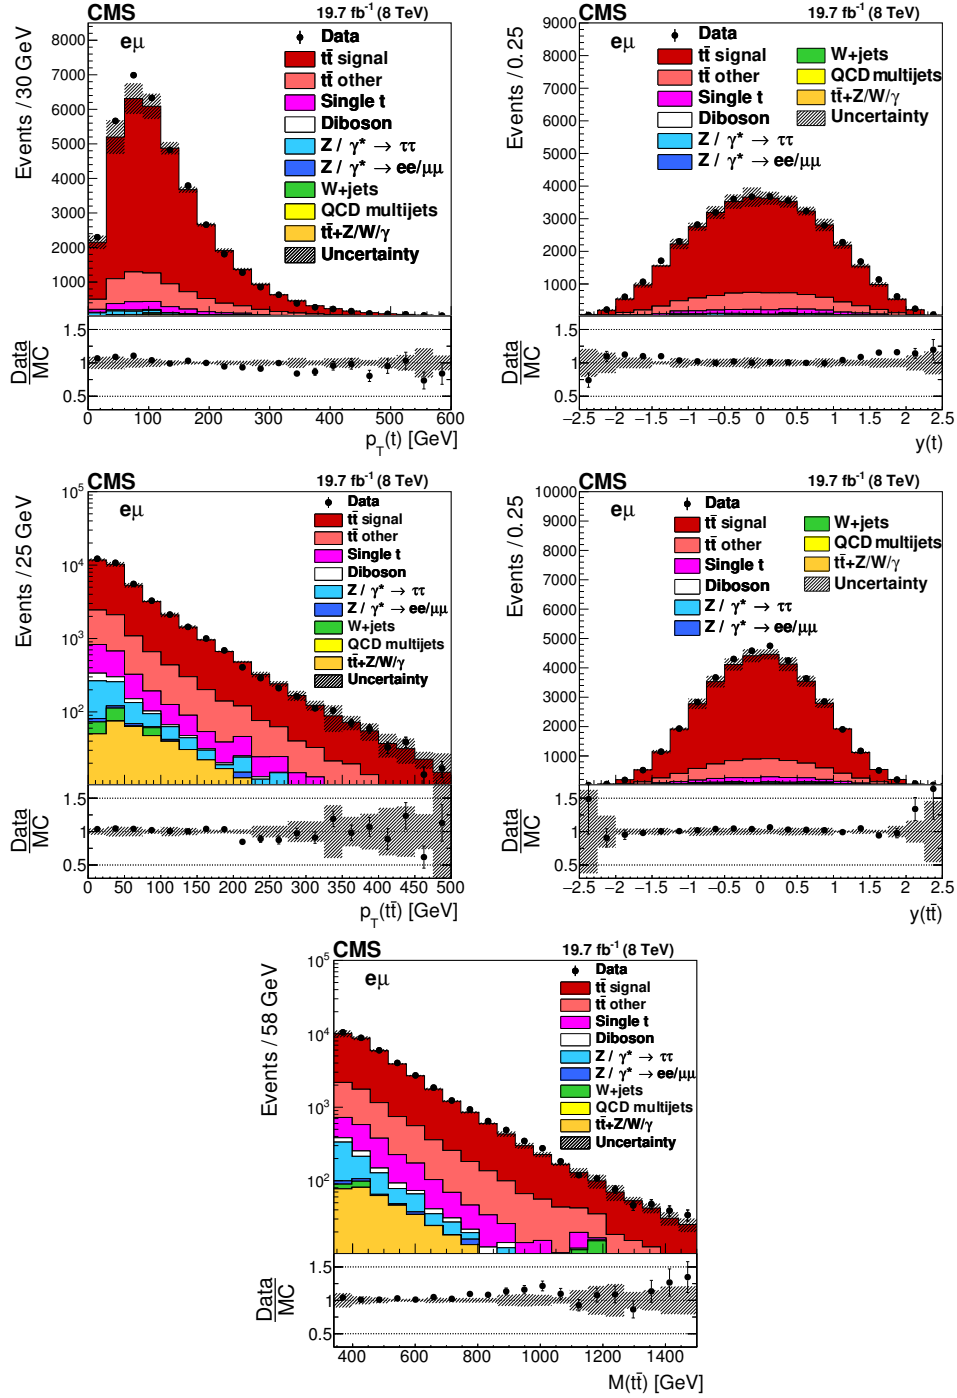 CMS 19.7 fb⁻¹ (8 TeV)
eμ
Data
tt̄ signal
tt̄ other
Single t
Diboson
Z / γ* → ττ
Z / γ* → ee/μμ
W+jets
QCD multijets
tt̄+Z/W/γ
Uncertainty
Events / 30 GeV
8000
7000
6000
5000
4000
3000
2000
1000
Data
MC
1.5
1
0.5
0 100 200 300 400 500 600
p_T(t) [GeV]
CMS 19.7 fb⁻¹ (8 TeV)
eμ
Data
tt̄ signal
tt̄ other
Single t
Diboson
Z / γ* → ττ
Z / γ* → ee/μμ
W+jets
QCD multijets
tt̄+Z/W/γ
Uncertainty
Events / 0.25
9000
8000
7000
6000
5000
4000
3000
2000
1000
Data
MC
1.5
1
0.5
−2.5 −2 −1.5 −1 −0.5 0 0.5 1 1.5 2 2.5
y(t)
CMS 19.7 fb⁻¹ (8 TeV)
eμ
Data
tt̄ signal
tt̄ other
Single t
Diboson
Z / γ* → ττ
Z / γ* → ee/μμ
W+jets
QCD multijets
tt̄+Z/W/γ
Uncertainty
Events / 25 GeV
10⁵
10⁴
10³
10²
Data
MC
1.5
1
0.5
0 50 100 150 200 250 300 350 400 450 500
p_T(tt̄) [GeV]
CMS 19.7 fb⁻¹ (8 TeV)
eμ
Data
tt̄ signal
tt̄ other
Single t
Diboson
Z / γ* → ττ
Z / γ* → ee/μμ
W+jets
QCD multijets
tt̄+Z/W/γ
Uncertainty
Events / 0.25
10000
9000
8000
7000
6000
5000
4000
3000
2000
1000
Data
MC
1.5
1
0.5
−2.5 −2 −1.5 −1 −0.5 0 0.5 1 1.5 2 2.5
y(tt̄)
CMS 19.7 fb⁻¹ (8 TeV)
eμ
Data
tt̄ signal
tt̄ other
Single t
Diboson
Z / γ* → ττ
Z / γ* → ee/μμ
W+jets
QCD multijets
tt̄+Z/W/γ
Uncertainty
Events / 58 GeV
10⁵
10⁴
10³
10²
Data
MC
1.5
1
0.5
400 600 800 1000 1200 1400
M(tt̄) [GeV]